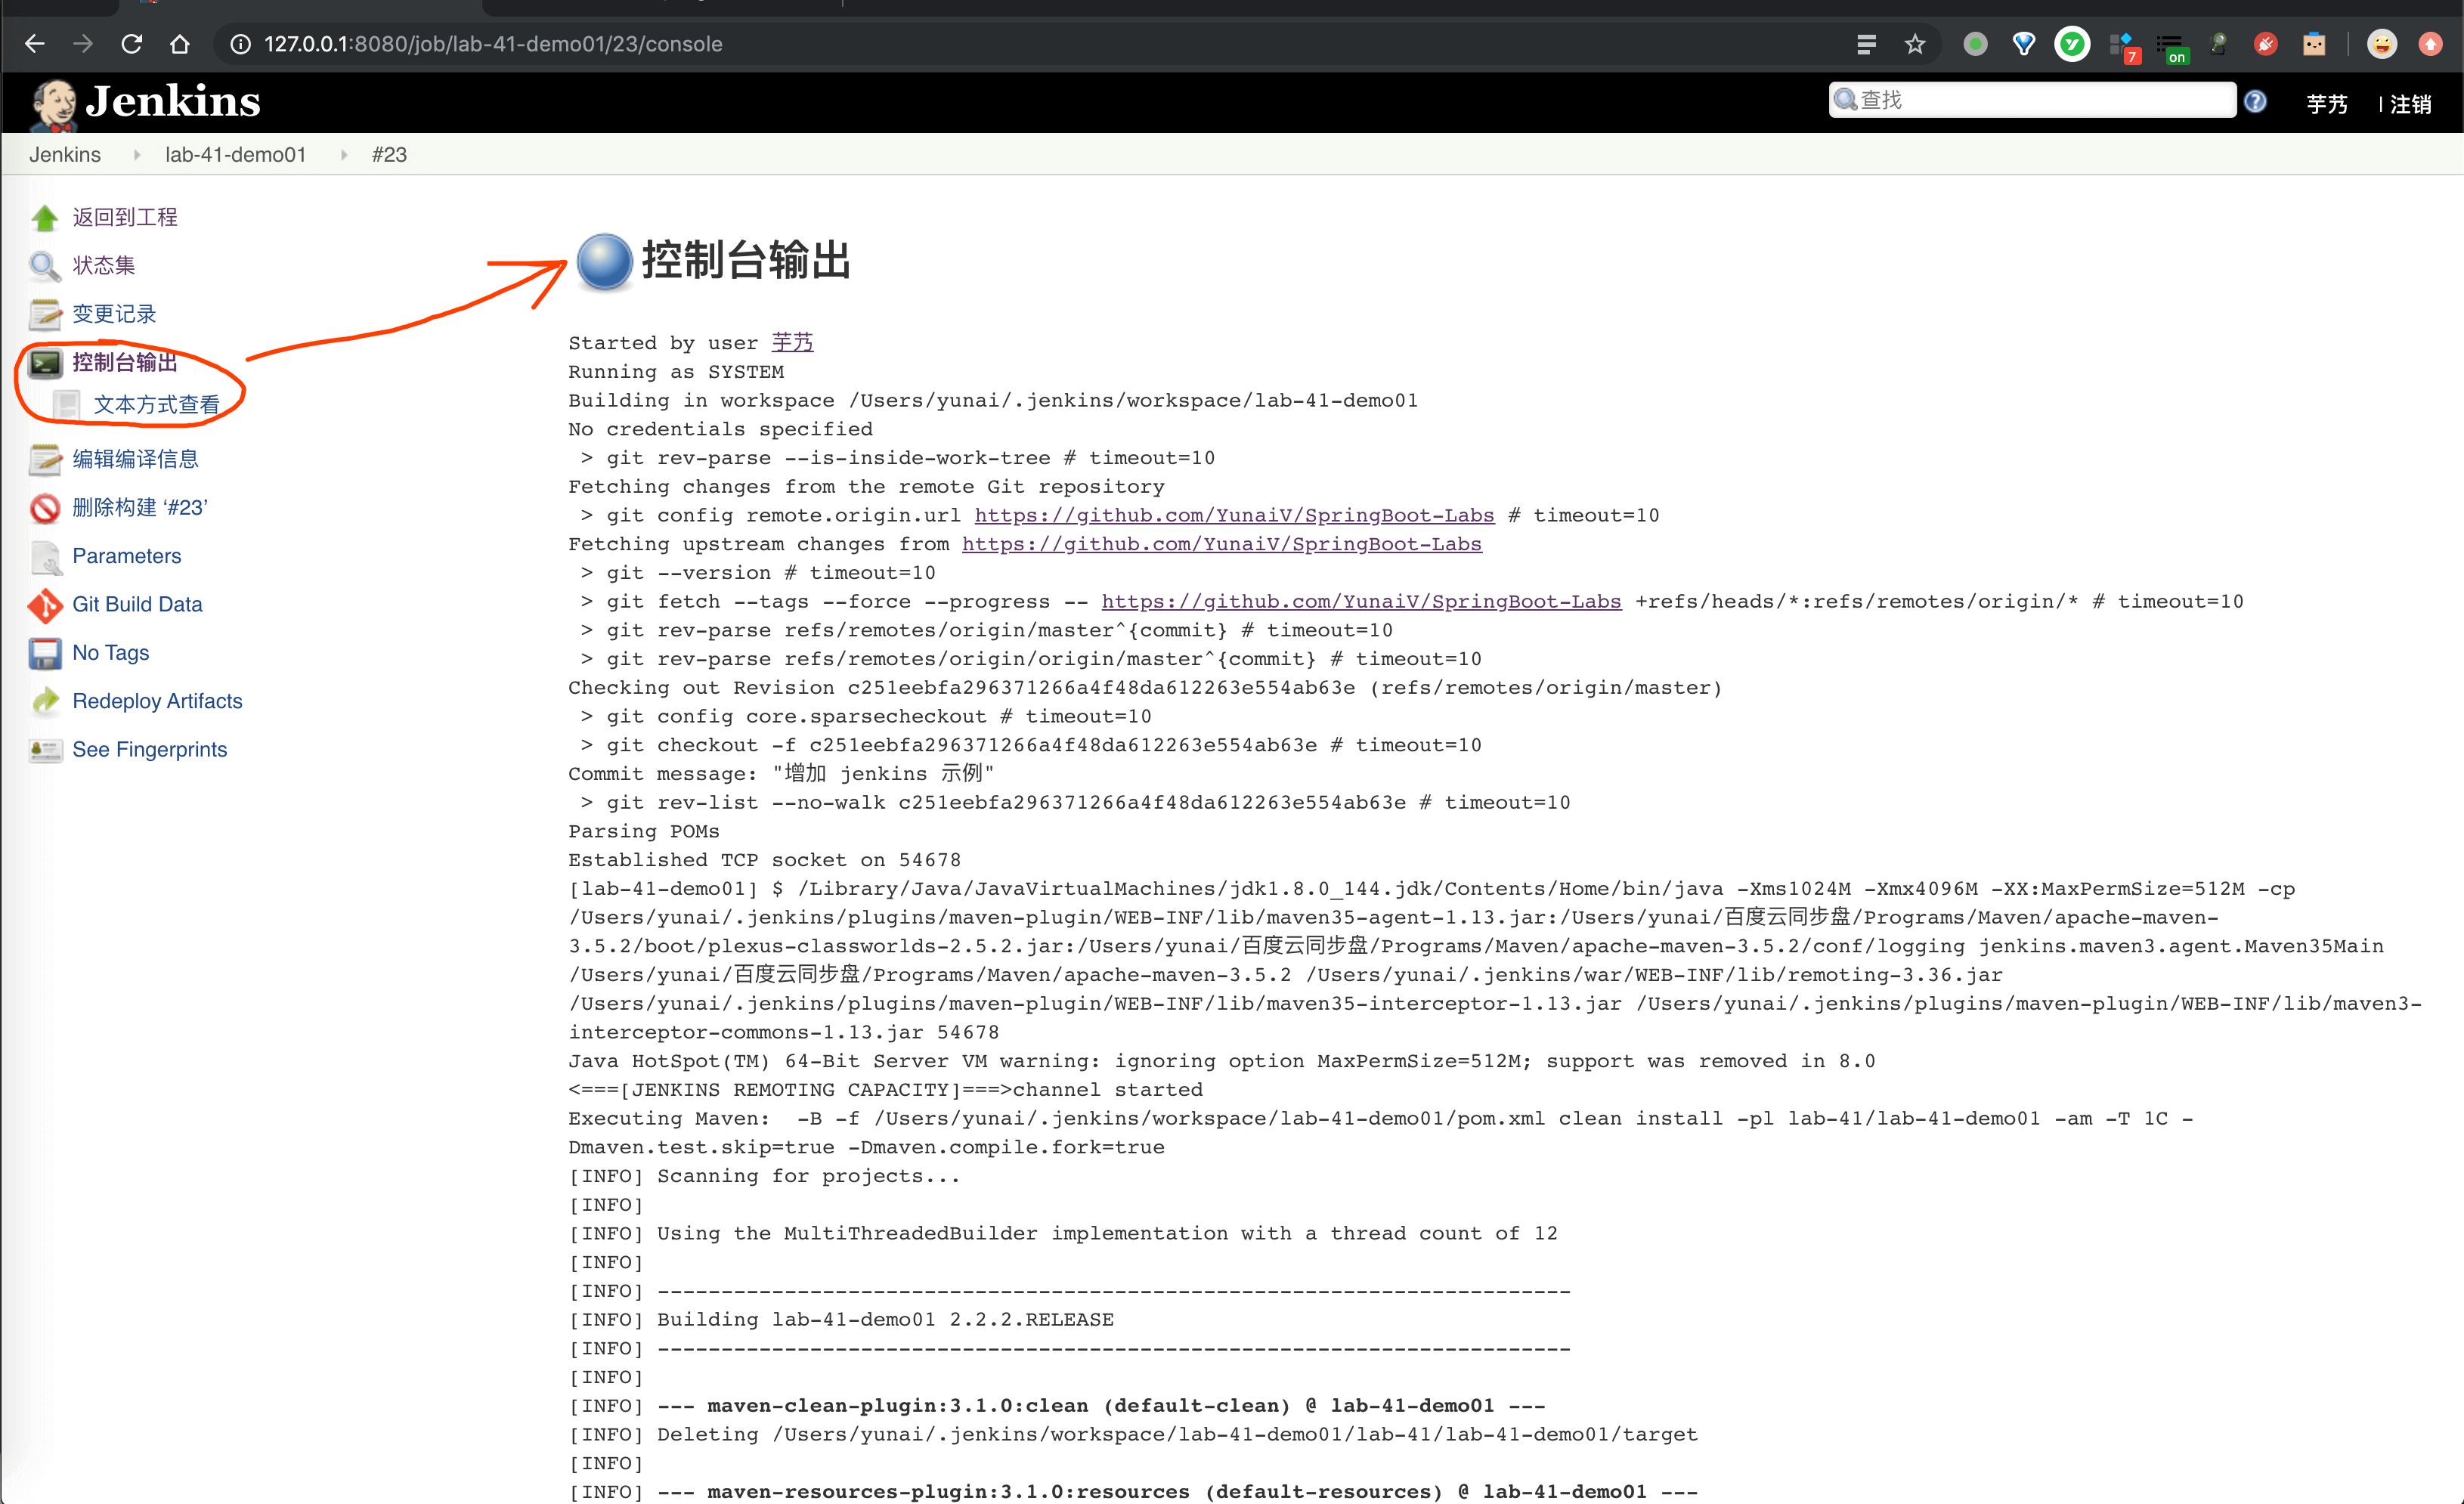 127.0.0.1:8080/job/lab-41-demo01/23/console
7
on
Jenkins
查找
芋艿
| 注销
Jenkins
lab-41-demo01
#23
返回到工程
状态集
变更记录
控制台输出
文本方式查看
编辑编译信息
删除构建 ‘#23’
Parameters
Git Build Data
No Tags
Redeploy Artifacts
See Fingerprints
控制台输出
Started by user 芋艿
Running as SYSTEM
Building in workspace /Users/yunai/.jenkins/workspace/lab-41-demo01
No credentials specified
 > git rev-parse --is-inside-work-tree # timeout=10
Fetching changes from the remote Git repository
 > git config remote.origin.url https://github.com/YunaiV/SpringBoot-Labs # timeout=10
Fetching upstream changes from https://github.com/YunaiV/SpringBoot-Labs
 > git --version # timeout=10
 > git fetch --tags --force --progress -- https://github.com/YunaiV/SpringBoot-Labs +refs/heads/*:refs/remotes/origin/* # timeout=10
 > git rev-parse refs/remotes/origin/master^{commit} # timeout=10
 > git rev-parse refs/remotes/origin/origin/master^{commit} # timeout=10
Checking out Revision c251eebfa296371266a4f48da612263e554ab63e (refs/remotes/origin/master)
 > git config core.sparsecheckout # timeout=10
 > git checkout -f c251eebfa296371266a4f48da612263e554ab63e # timeout=10
Commit message: "增加 jenkins 示例"
 > git rev-list --no-walk c251eebfa296371266a4f48da612263e554ab63e # timeout=10
Parsing POMs
Established TCP socket on 54678
[lab-41-demo01] $ /Library/Java/JavaVirtualMachines/jdk1.8.0_144.jdk/Contents/Home/bin/java -Xms1024M -Xmx4096M -XX:MaxPermSize=512M -cp
/Users/yunai/.jenkins/plugins/maven-plugin/WEB-INF/lib/maven35-agent-1.13.jar:/Users/yunai/百度云同步盘/Programs/Maven/apache-maven-
3.5.2/boot/plexus-classworlds-2.5.2.jar:/Users/yunai/百度云同步盘/Programs/Maven/apache-maven-3.5.2/conf/logging jenkins.maven3.agent.Maven35Main
/Users/yunai/百度云同步盘/Programs/Maven/apache-maven-3.5.2 /Users/yunai/.jenkins/war/WEB-INF/lib/remoting-3.36.jar
/Users/yunai/.jenkins/plugins/maven-plugin/WEB-INF/lib/maven35-interceptor-1.13.jar /Users/yunai/.jenkins/plugins/maven-plugin/WEB-INF/lib/maven3-
interceptor-commons-1.13.jar 54678
Java HotSpot(TM) 64-Bit Server VM warning: ignoring option MaxPermSize=512M; support was removed in 8.0
<===[JENKINS REMOTING CAPACITY]===>channel started
Executing Maven:  -B -f /Users/yunai/.jenkins/workspace/lab-41-demo01/pom.xml clean install -pl lab-41/lab-41-demo01 -am -T 1C -
Dmaven.test.skip=true -Dmaven.compile.fork=true
[INFO] Scanning for projects...
[INFO]
[INFO] Using the MultiThreadedBuilder implementation with a thread count of 12
[INFO]
[INFO] ------------------------------------------------------------------------
[INFO] Building lab-41-demo01 2.2.2.RELEASE
[INFO] ------------------------------------------------------------------------
[INFO]
[INFO] --- maven-clean-plugin:3.1.0:clean (default-clean) @ lab-41-demo01 ---
[INFO] Deleting /Users/yunai/.jenkins/workspace/lab-41-demo01/lab-41/lab-41-demo01/target
[INFO]
[INFO] --- maven-resources-plugin:3.1.0:resources (default-resources) @ lab-41-demo01 ---